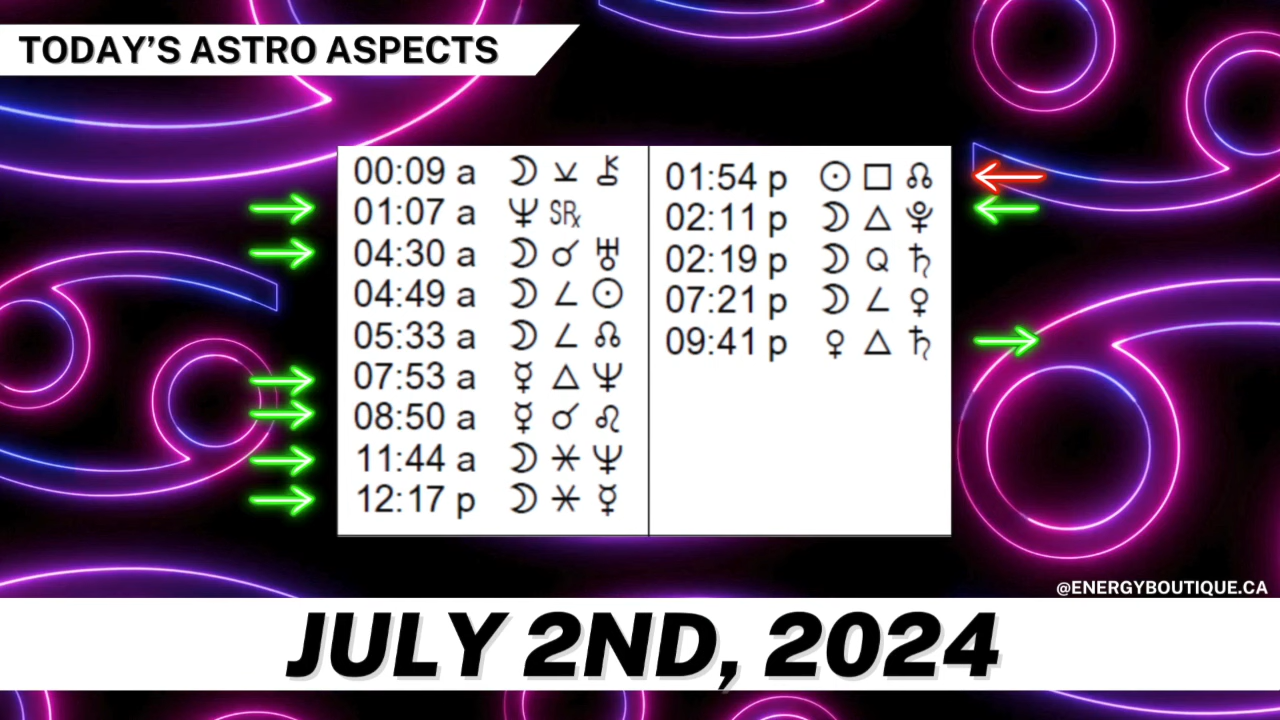 TODAY’S ASTRO ASPECTS
00:09 a ☽ ⚺ ⚷
01:07 a ♆ SR℞
04:30 a ☽ ☌ ♅
04:49 a ☽ ∠ ☉
05:33 a ☽ ∠ ☊
07:53 a ☿ △ ♆
08:50 a ☿ ☌ ♌
11:44 a ☽ ⚹ ♆
12:17 p ☽ ⚹ ☿
01:54 p ☉ □ ☊
02:11 p ☽ △ ♇
02:19 p ☽ Q ♄
07:21 p ☽ ∠ ♀
09:41 p ♀ △ ♄
@ENERGYBOUTIQUE.CA
JULY 2ND, 2024